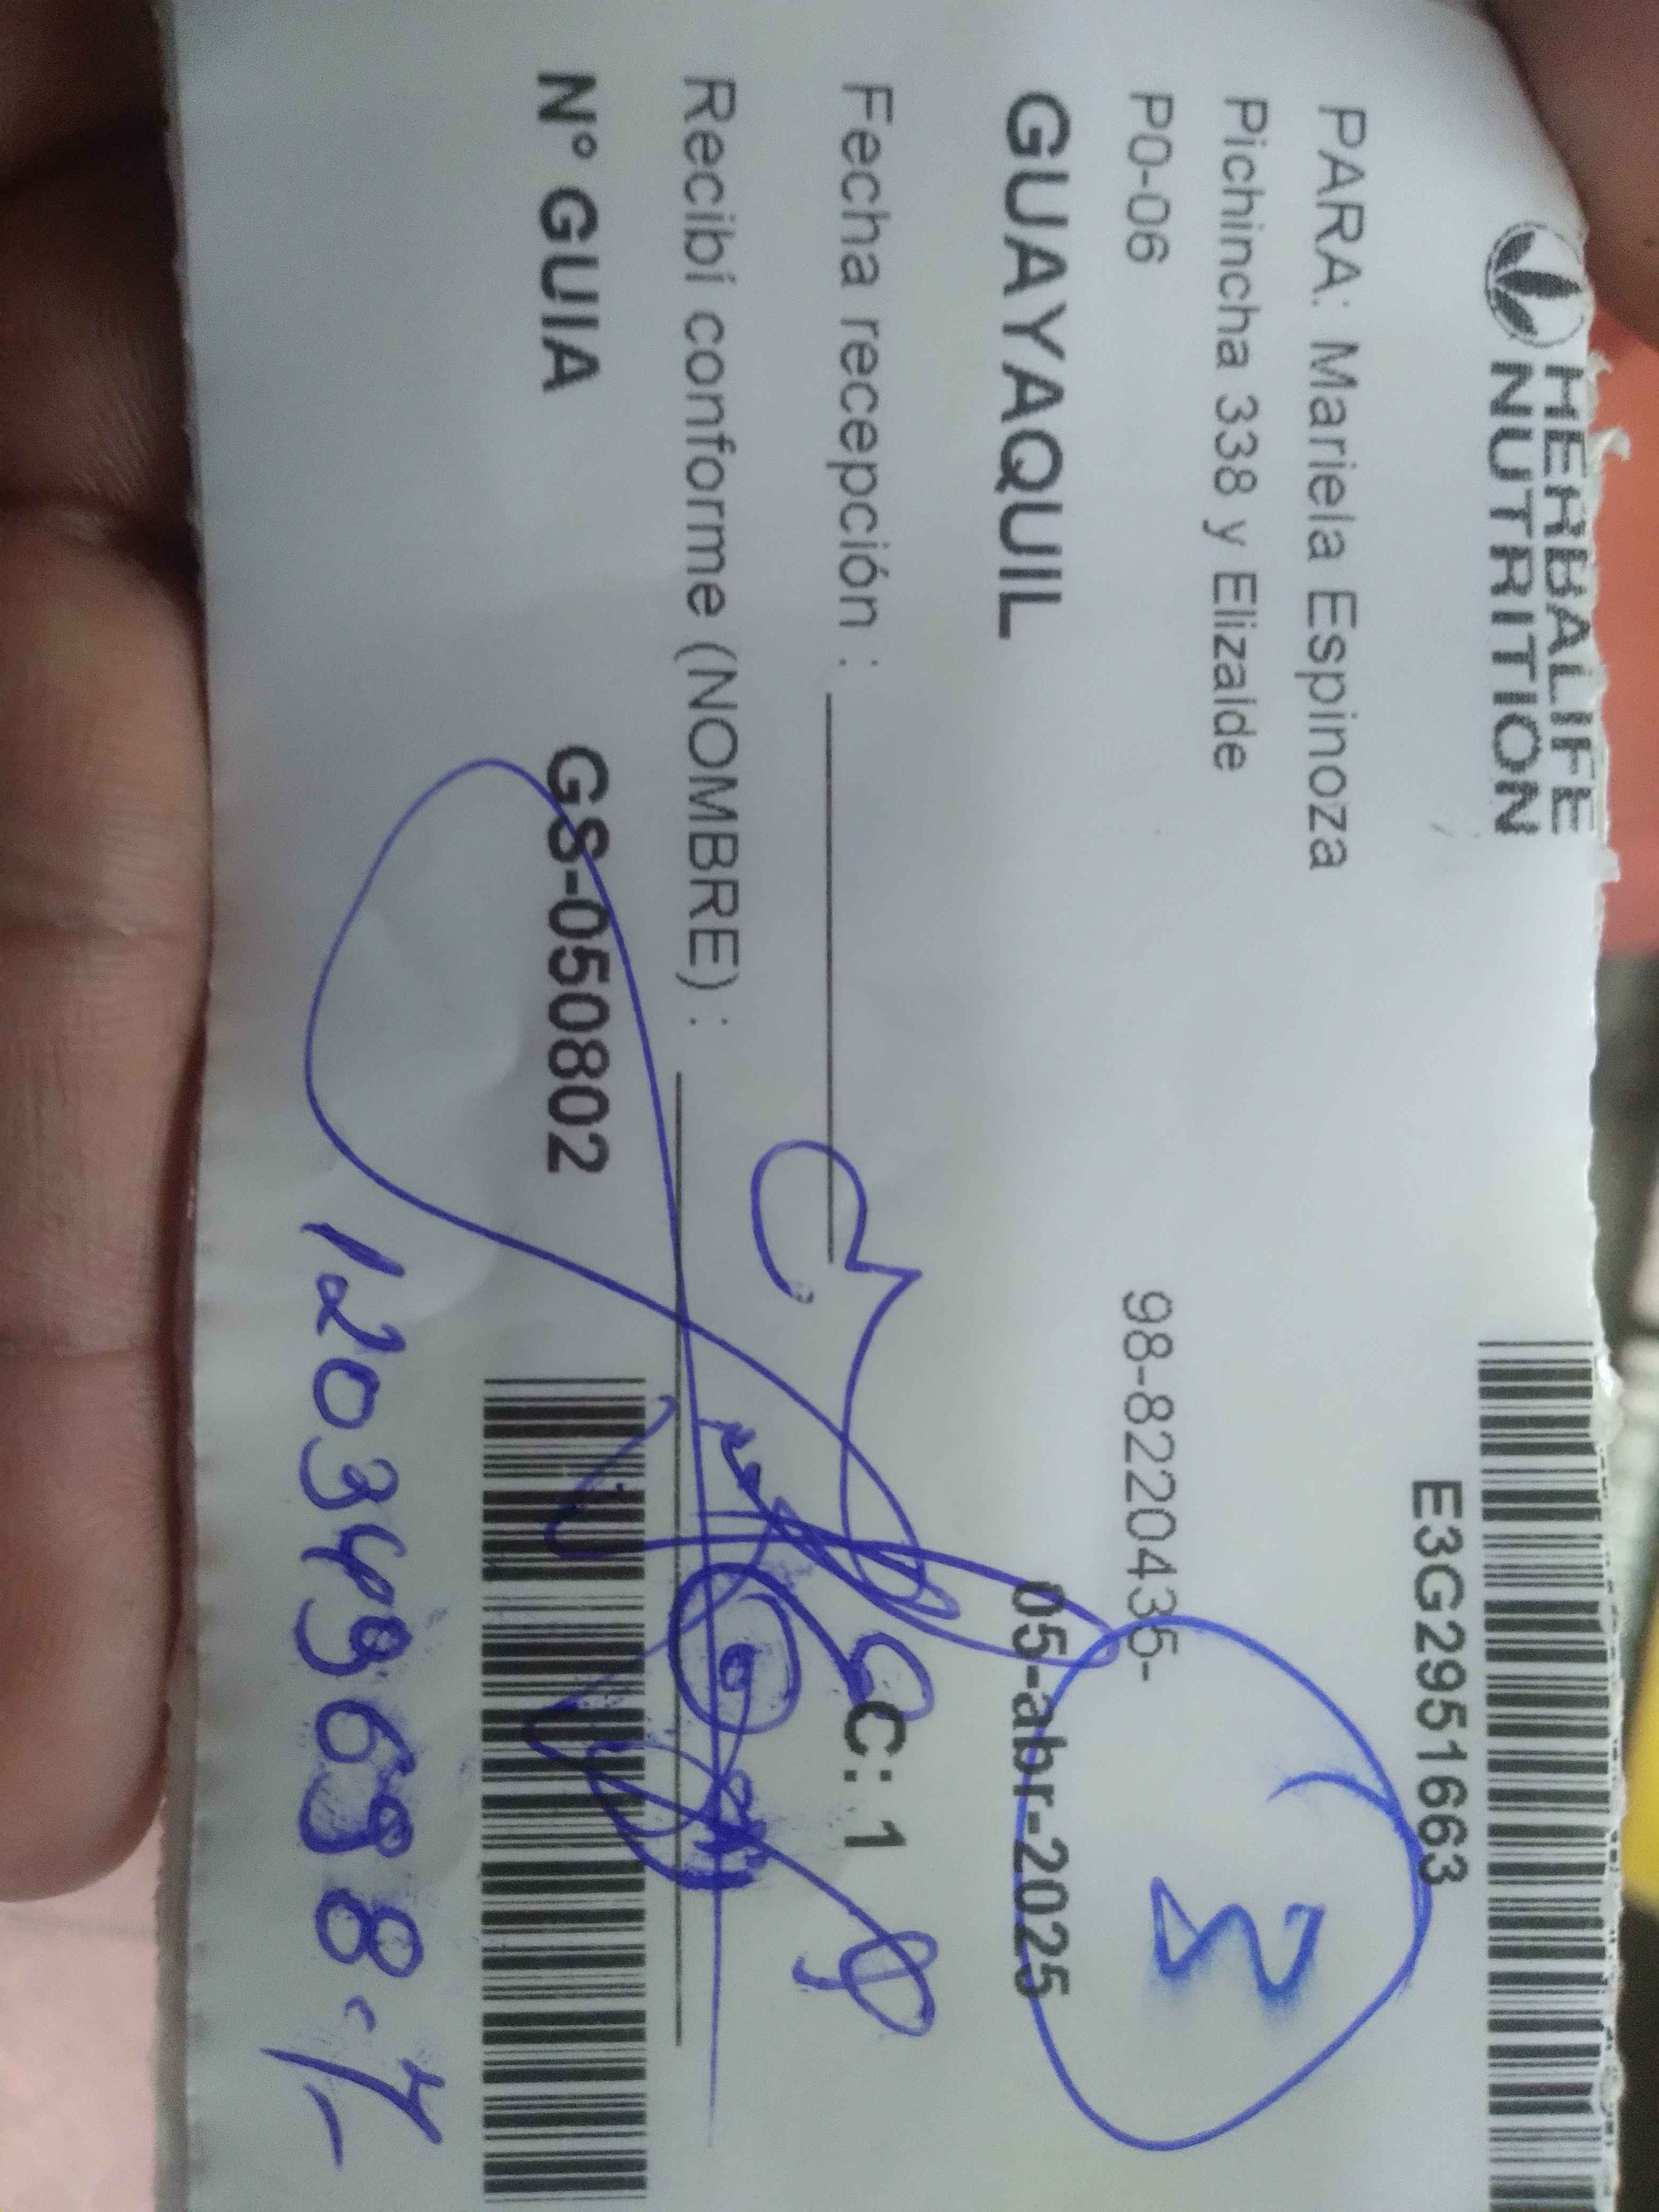 HERBALIFE
NUTRITION
E3G2951663
PARA: Mariela Espinoza
Pichincha 338 y Elizalde
P0-06
98-8220435-
GUAYAQUIL
05-abr-2025
Fecha recepción :
C: 1
Recibí conforme (NOMBRE) :
Nº GUIA
GS-050802